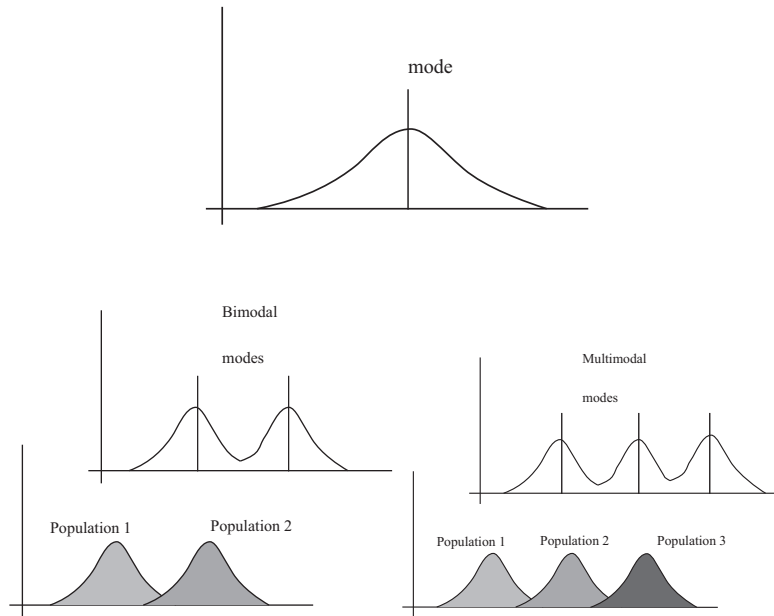 mode
Bimodal
modes
Multimodal
modes
Population 1
Population 2
Population 1
Population 2
Population 3